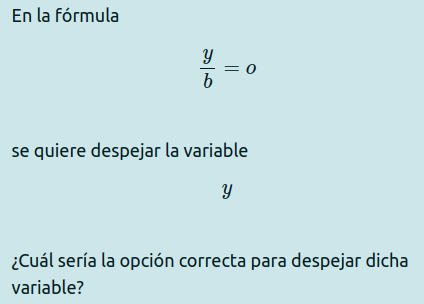 En la fórmula
y
b
= o
se quiere despejar la variable
y
¿Cuál sería la opción correcta para despejar dicha
variable?